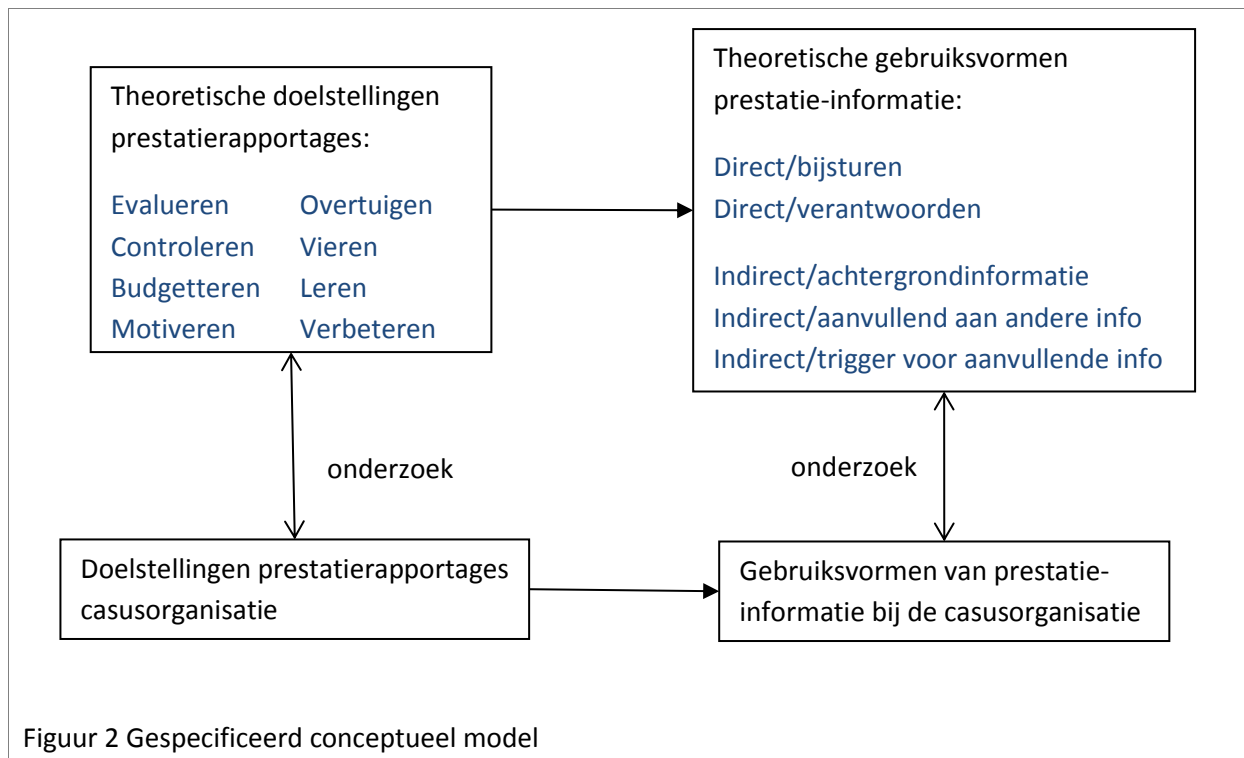 Theoretische doelstellingen
prestatierapportages:
Evalueren Overtuigen
Controleren Vieren
Budgetteren Leren
Motiveren Verbeteren
Theoretische gebruiksvormen
prestatie-informatie:
Direct/bijsturen
Direct/verantwoorden
Indirect/achtergrondinformatie
Indirect/aanvullend aan andere info
Indirect/trigger voor aanvullende info
onderzoek
onderzoek
Doelstellingen prestatierapportages
casusorganisatie
Gebruiksvormen van prestatie-
informatie bij de casusorganisatie
Figuur 2 Gespecificeerd conceptueel model